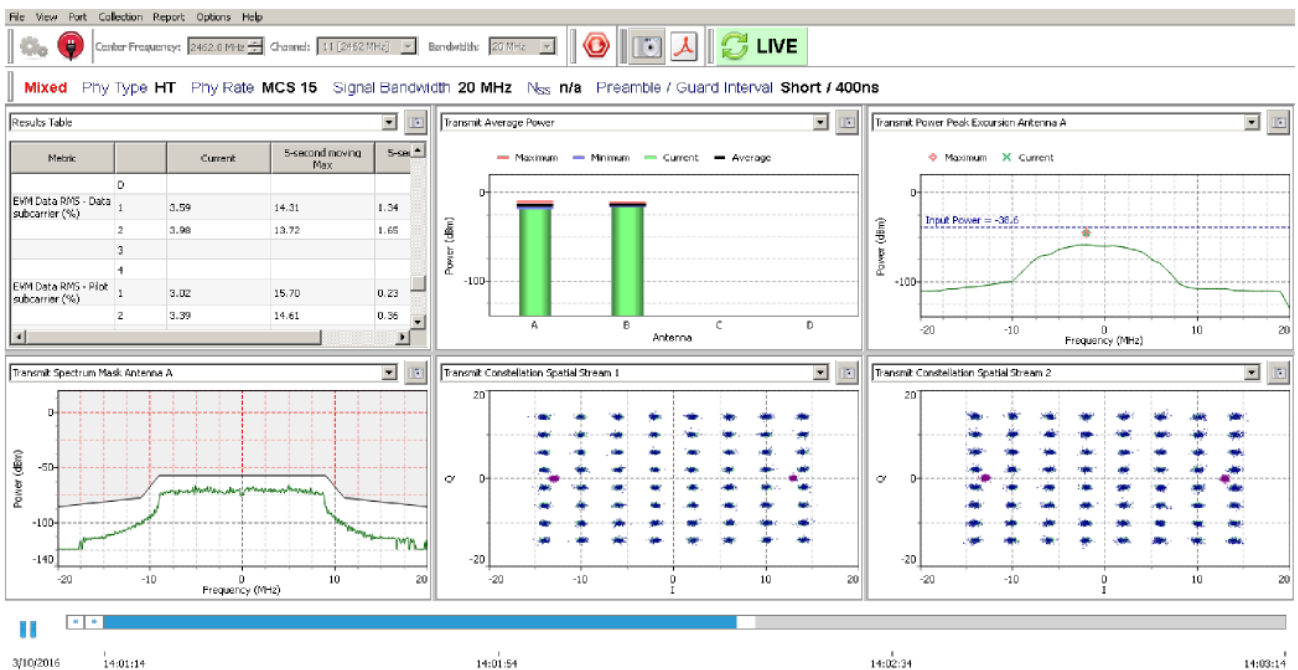 File View Port Collection Report Options Help
Center Frequency: 2462.0 MHz Channel: 11 [2462 MHz] Bandwidth: 20 MHz LIVE
Mixed Phy Type HT Phy Rate MCS 15 Signal Bandwidth 20 MHz Nss n/a Preamble / Guard Interval Short / 400ns
Results Table
Metric Current 5-second moving Max 5-sec
D
EVM Data RMS - Data subcarrier (%) 1 3.59 14.31 1.34
2 3.98 13.72 1.65
3
4
EVM Data RMS - Pilot subcarrier (%) 1 3.02 15.70 0.23
2 3.39 14.61 0.36
Transmit Average Power
Maximum Minimum Current Average
Power (dBm)
0
-100
A B C D
Antenna
Transmit Power Peak Excursion Antenna A
Maximum Current
Input Power = -38.6
Power (dBm)
0
-100
-20 -10 0 10 20
Frequency (MHz)
Transmit Spectrum Mask Antenna A
Power (dBm)
0
-50
-100
-140
-20 -10 0 10 20
Frequency (MHz)
Transmit Constellation Spatial Stream 1
Q
20
0
-20
-20 -10 0 10 20
I
Transmit Constellation Spatial Stream 2
Q
20
0
-20
-20 -10 0 10 20
I
3/10/2016 14:01:14 14:01:54 14:02:34 14:03:14